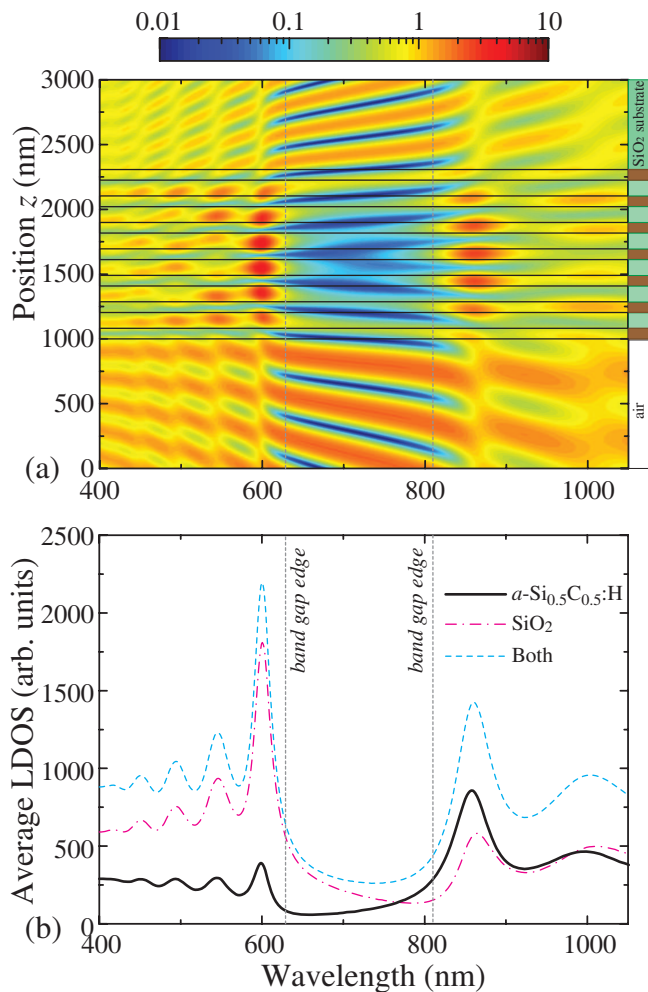 0.01 0.1 1 10
3000
2500
2000
1500
1000
500
0
Position z (nm)
SiO₂ substrate
air
(a)
400 600 800 1000
2500
2000
1500
1000
750
500
250
0
Average LDOS (arb. units)
band gap edge
band gap edge
a-Si₀.₅C₀.₅:H
SiO₂
Both
(b)
400 600 800 1000
Wavelength (nm)